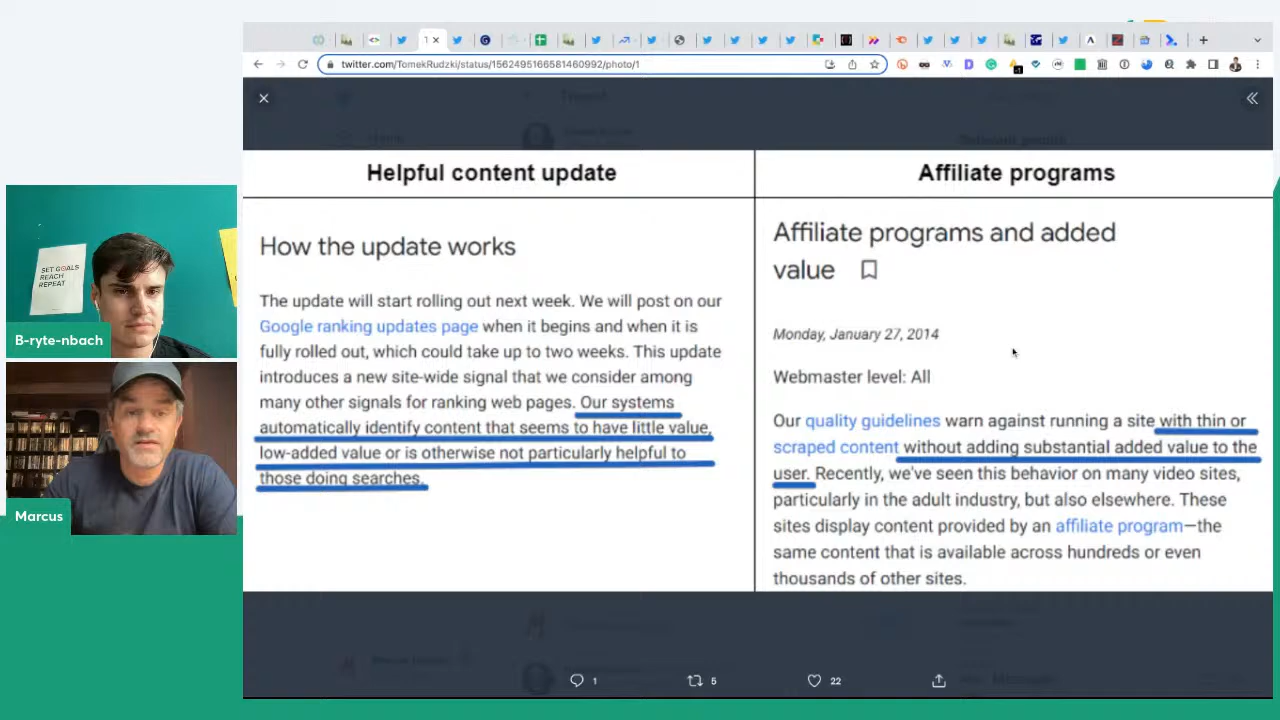 twitter.com/TomekRudzki/status/1562495166581460992/photo/1
Helpful content update
How the update works
The update will start rolling out next week. We will post on our
Google ranking updates page when it begins and when it is
fully rolled out, which could take up to two weeks. This update
introduces a new site-wide signal that we consider among
many other signals for ranking web pages. Our systems
automatically identify content that seems to have little value,
low-added value or is otherwise not particularly helpful to
those doing searches.
Affiliate programs
Affiliate programs and added
value
Monday, January 27, 2014
Webmaster level: All
Our quality guidelines warn against running a site with thin or
scraped content without adding substantial added value to the
user. Recently, we've seen this behavior on many video sites,
particularly in the adult industry, but also elsewhere. These
sites display content provided by an affiliate program—the
same content that is available across hundreds or even
thousands of other sites.
1
5
22
SET GOALS
REACH
REPEAT
B-ryte-nbach
Marcus